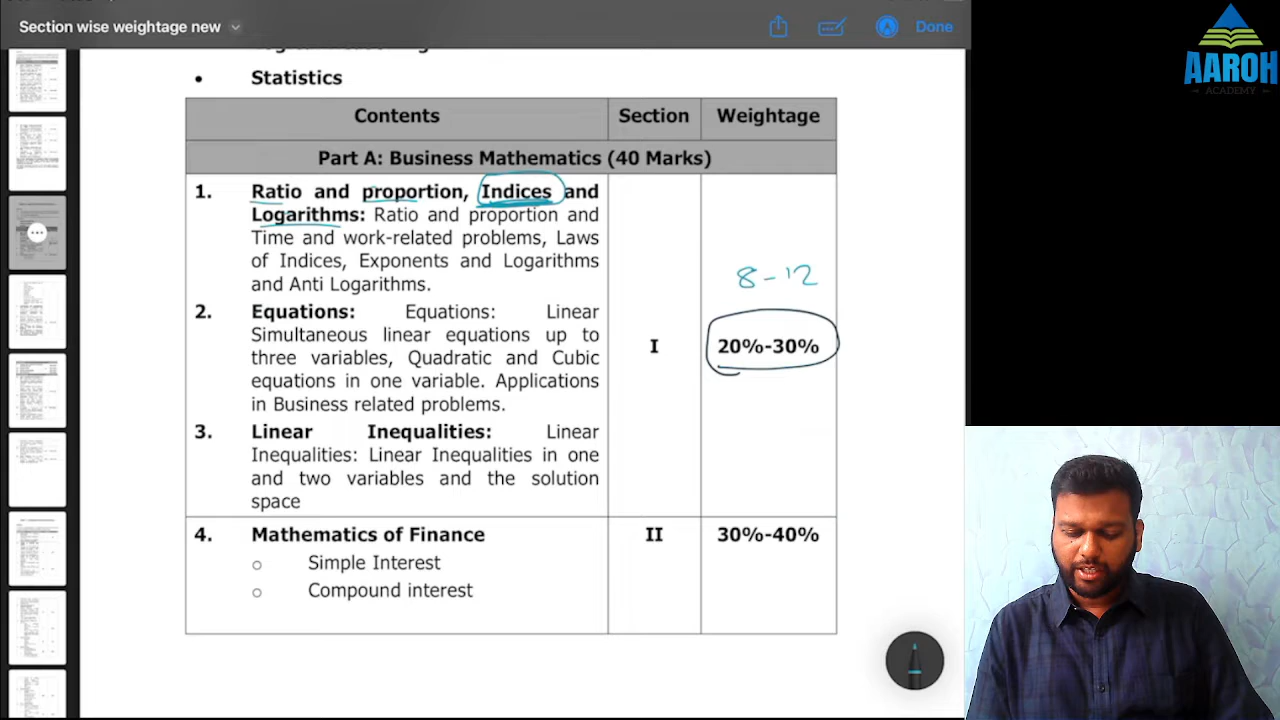 Section wise weightage new
Done
AAROH
ACADEMY
• Statistics
Contents Section Weightage
Part A: Business Mathematics (40 Marks)
1. Ratio and proportion, Indices and
Logarithms: Ratio and proportion and
Time and work-related problems, Laws
of Indices, Exponents and Logarithms
and Anti Logarithms.
8-12
2. Equations: Equations: Linear
Simultaneous linear equations up to
three variables, Quadratic and Cubic
equations in one variable. Applications
in Business related problems.
I 20%-30%
3. Linear Inequalities: Linear
Inequalities: Linear Inequalities in one
and two variables and the solution
space
4. Mathematics of Finance II 30%-40%
○ Simple Interest
○ Compound interest